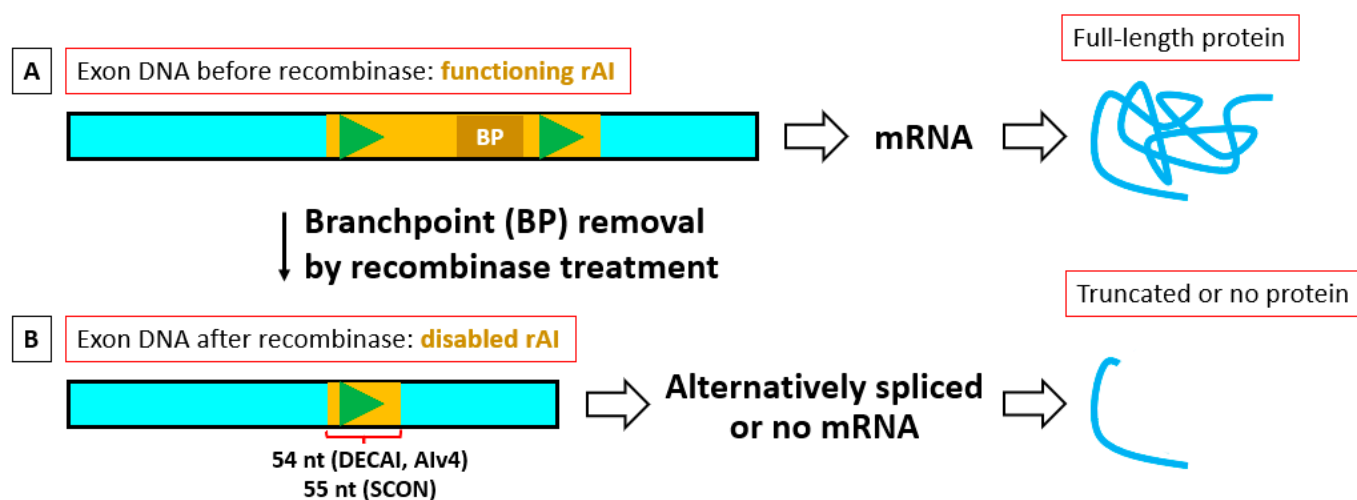 Full-length protein
A
Exon DNA before recombinase: functioning rAI
BP
mRNA
Branchpoint (BP) removal
by recombinase treatment
Truncated or no protein
B
Exon DNA after recombinase: disabled rAI
Alternatively spliced
or no mRNA
54 nt (DECAI, AIv4)
55 nt (SCON)